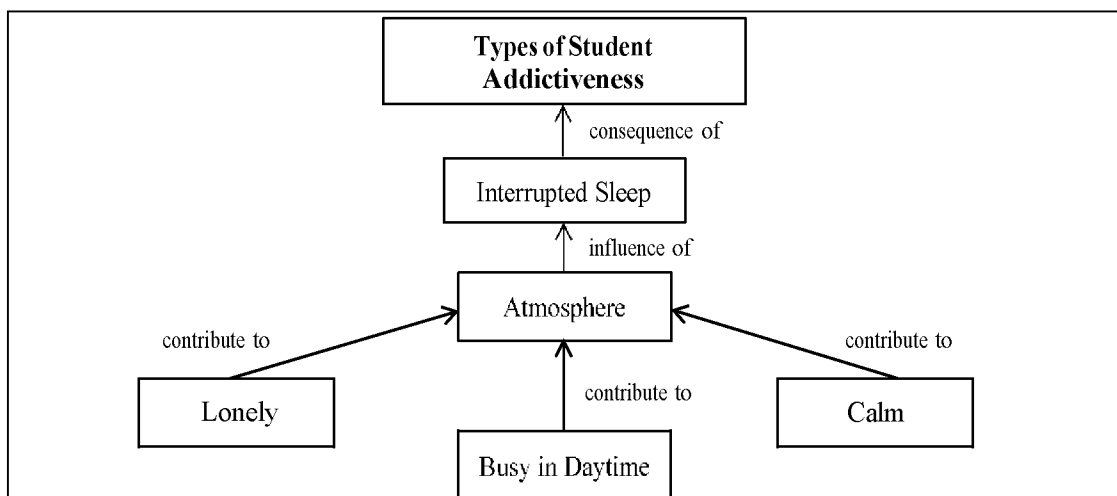 Types of Student
Addictiveness
consequence of
Interrupted Sleep
influence of
Atmosphere
contribute to
contribute to
Lonely
contribute to
Calm
Busy in Daytime